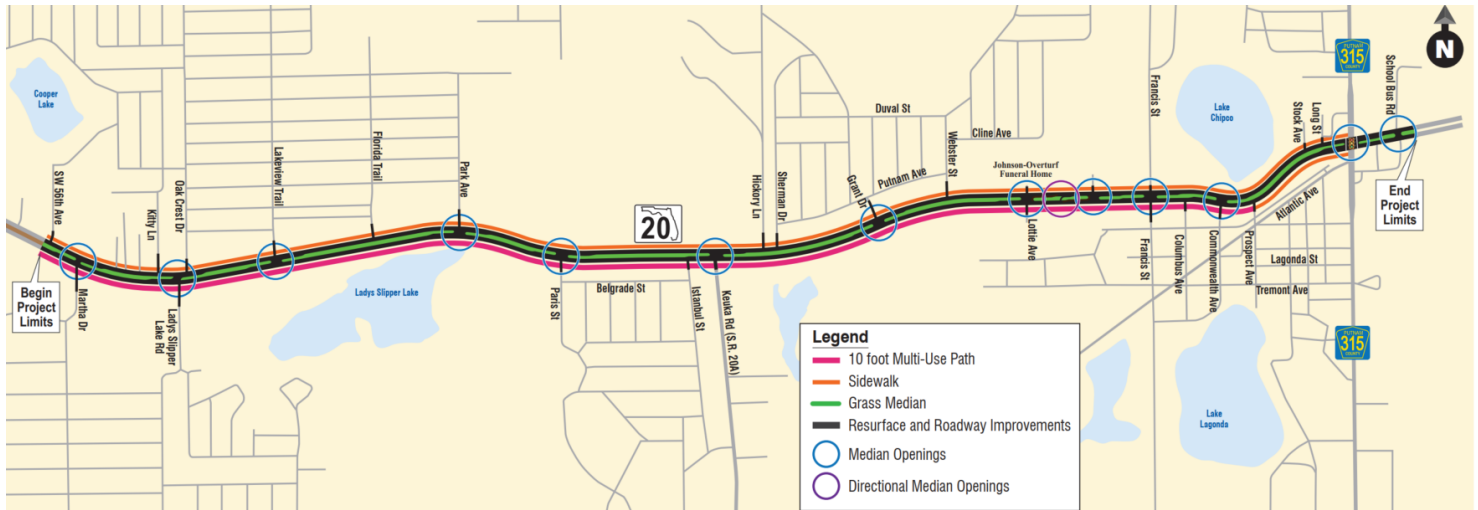 N
PUTNAM
315
COUNTY
School Bus Rd
Long St
Stock Ave
Francis St
Lake
Chipco
Cooper
Lake
Duval St
Cline Ave
Webster St
Putnam Ave
Grant Dr
Sherman Dr
Hickory Ln
Johnson-Overturf
Funeral Home
Park Ave
Florida Trail
Lakeview Trail
Oak Crest Dr
Kitty Ln
SW 56th Ave
20
End
Project
Limits
Atlantic Ave
Lottie Ave
Francis St
Columbus Ave
Commonwealth Ave
Prospect Ave
Lagonda St
Tremont Ave
Begin
Project
Limits
Martha Dr
Ladys Slipper
Lake Rd
Ladys Slipper Lake
Paris St
Belgrade St
Istanbul St
Keuka Rd (S.R. 20A)
PUTNAM
315
COUNTY
Lake
Lagonda
Legend
10 foot Multi-Use Path
Sidewalk
Grass Median
Resurface and Roadway Improvements
Median Openings
Directional Median Openings